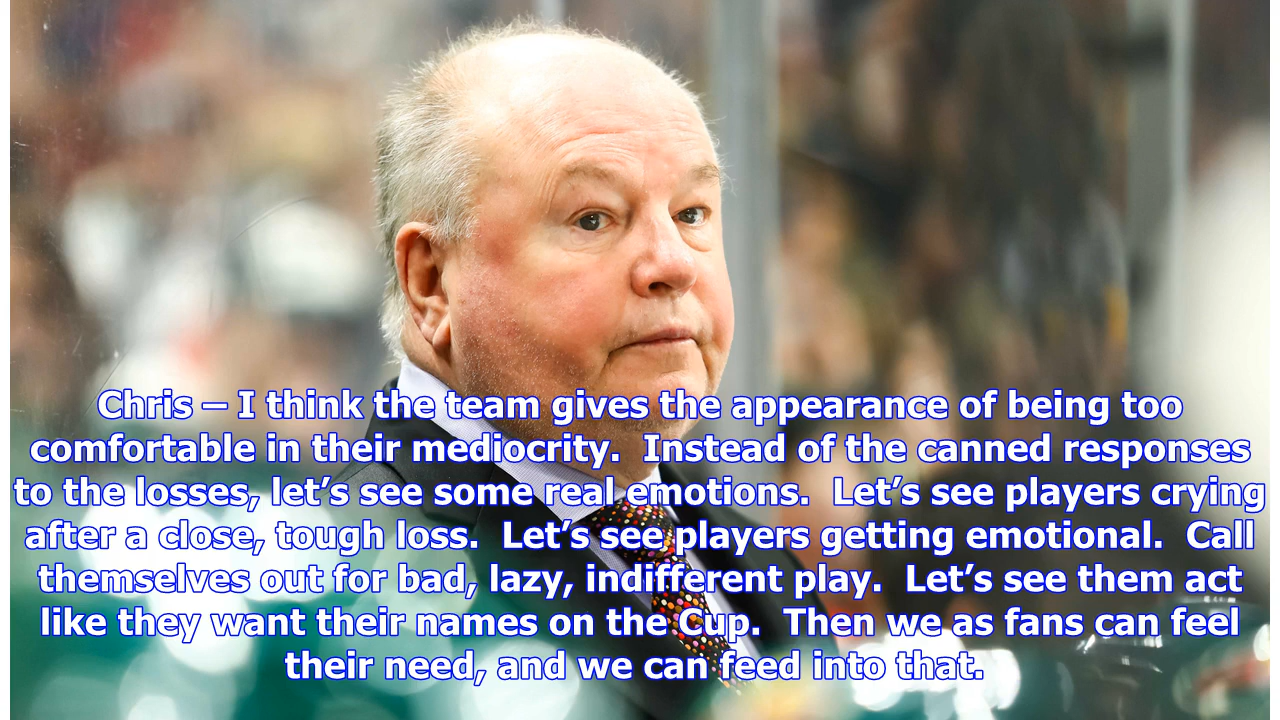 Chris – I think the team gives the appearance of being too
comfortable in their mediocrity.  Instead of the canned responses
to the losses, let’s see some real emotions.  Let’s see players crying
after a close, tough loss.  Let’s see players getting emotional.  Call
themselves out for bad, lazy, indifferent play.  Let’s see them act
like they want their names on the Cup.  Then we as fans can feel
their need, and we can feed into that.